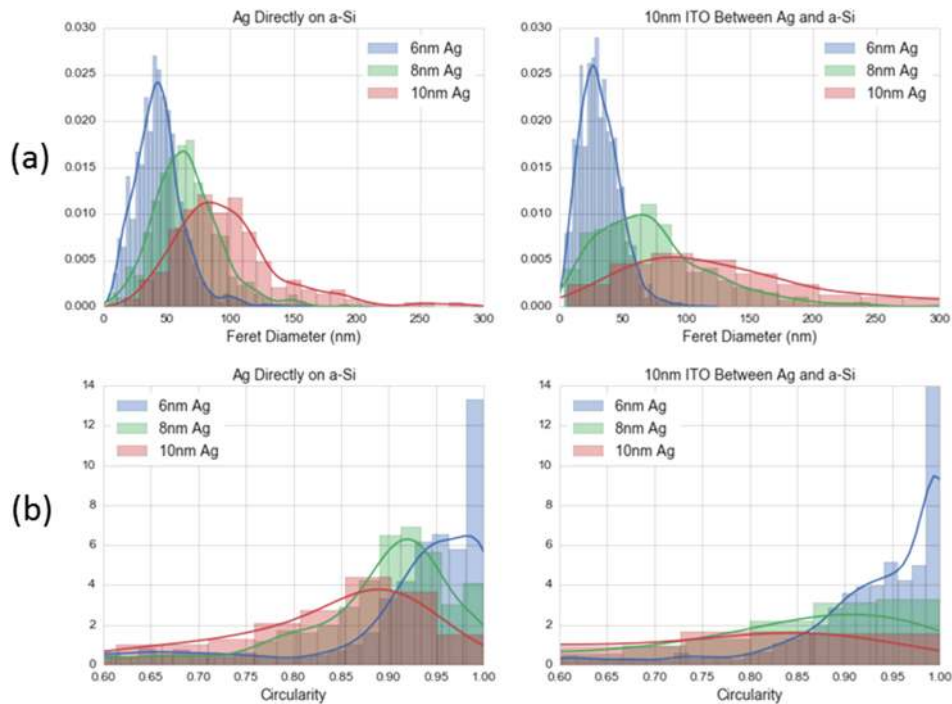 Ag Directly on a-Si
10nm ITO Between Ag and a-Si
(a)
0.030
0.025
0.020
0.015
0.010
0.005
0.000
6nm Ag
8nm Ag
10nm Ag
0 50 100 150 200 250 300
Feret Diameter (nm)
0.030
0.025
0.020
0.015
0.010
0.005
0.000
6nm Ag
8nm Ag
10nm Ag
0 50 100 150 200 250 300
Feret Diameter (nm)
Ag Directly on a-Si
10nm ITO Between Ag and a-Si
(b)
14
12
10
8
6
4
2
0
6nm Ag
8nm Ag
10nm Ag
0.60 0.65 0.70 0.75 0.80 0.85 0.90 0.95 1.00
Circularity
14
12
10
8
6
4
2
0
6nm Ag
8nm Ag
10nm Ag
0.60 0.65 0.70 0.75 0.80 0.85 0.90 0.95 1.00
Circularity